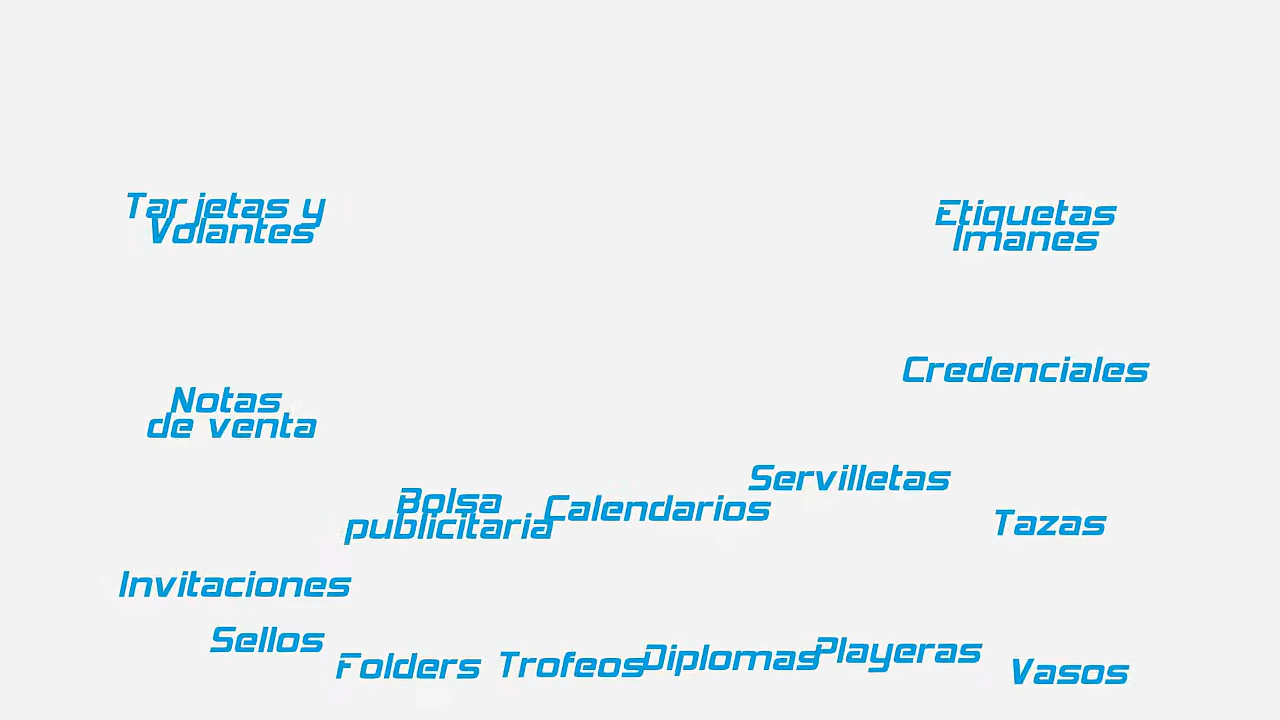 Tarjetas y
Volantes
Etiquetas
Imanes
Credenciales
Notas
de venta
Servilletas
Bolsa
publicitaria
Calendarios
Tazas
Invitaciones
Sellos
Folders
Trofeos
Diplomas
Playeras
Vasos